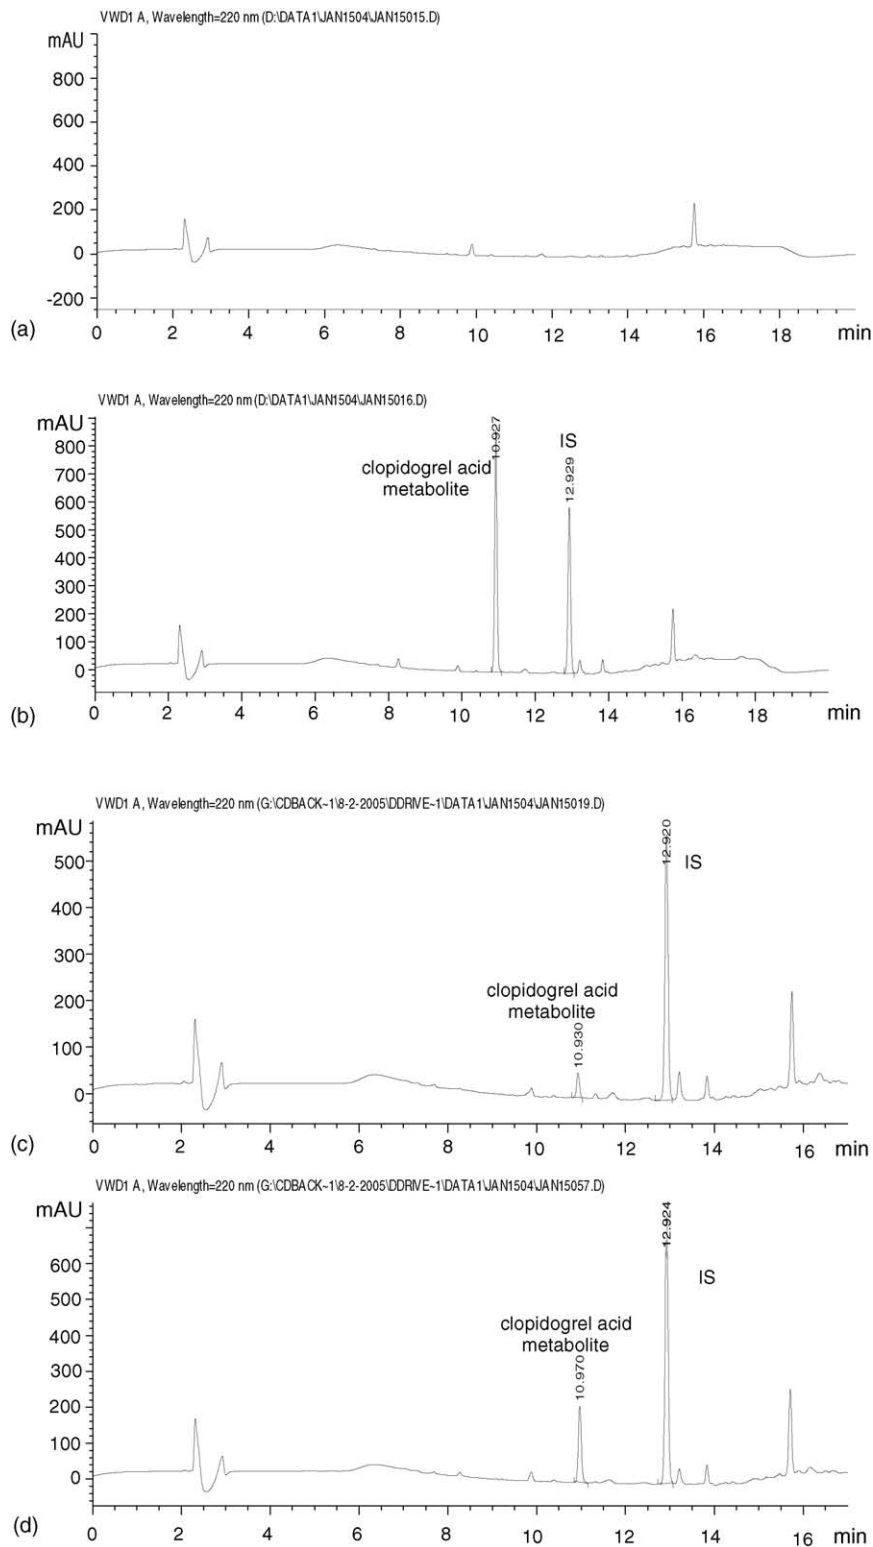 VWD1 A, Wavelength=220 nm (D:\DATA1\JAN1504\JAN15015.D)
mAU
800
600
400
200
0
-200
0 2 4 6 8 10 12 14 16 18 min
(a)
VWD1 A, Wavelength=220 nm (D:\DATA1\JAN1504\JAN15016.D)
mAU
800
700
600
500
400
300
200
100
0
10.927
IS
clopidogrel acid
metabolite
12.929
0 2 4 6 8 10 12 14 16 18 min
(b)
VWD1 A, Wavelength=220 nm (G:\CDBACK~1\8-2-2005\DDRIVE~1\DATA1\JAN1504\JAN15019.D)
mAU
500
400
300
200
100
0
12.920
IS
clopidogrel acid
metabolite
10.930
0 2 4 6 8 10 12 14 16 min
(c)
VWD1 A, Wavelength=220 nm (G:\CDBACK~1\8-2-2005\DDRIVE~1\DATA1\JAN1504\JAN15057.D)
mAU
600
500
400
300
200
100
0
12.924
IS
clopidogrel acid
metabolite
10.970
0 2 4 6 8 10 12 14 16 min
(d)